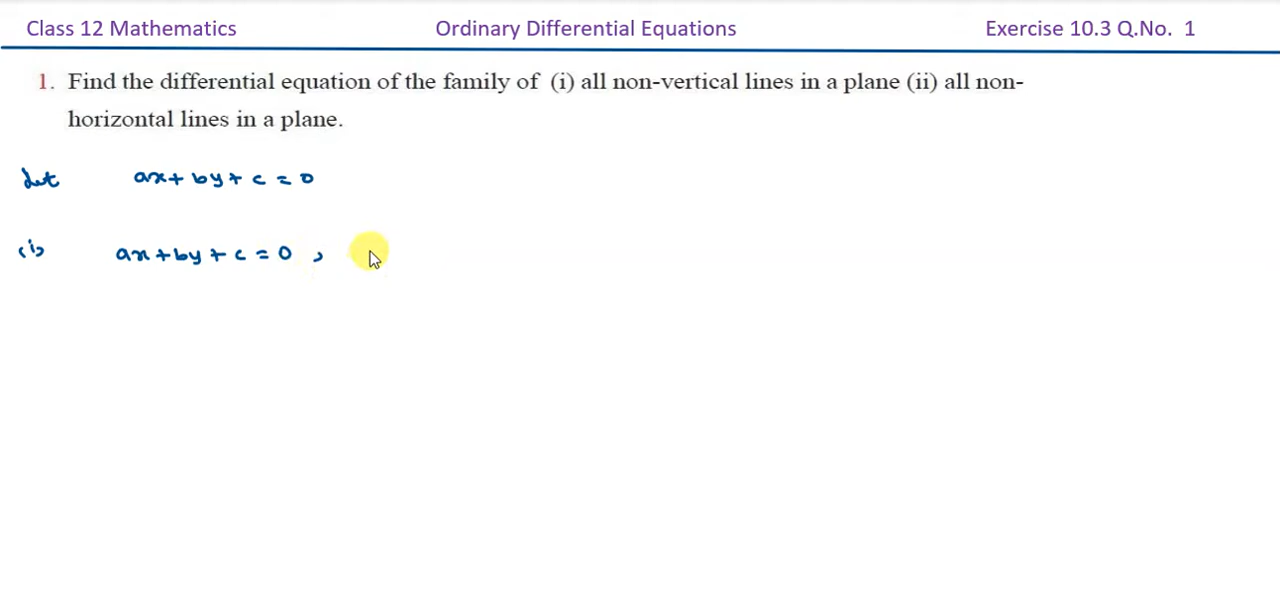 Class 12 Mathematics Ordinary Differential Equations Exercise 10.3 Q.No. 1
1. Find the differential equation of the family of (i) all non-vertical lines in a plane (ii) all non-
horizontal lines in a plane.
Let ax + by + c = 0
(i) ax + by + c = 0 ,